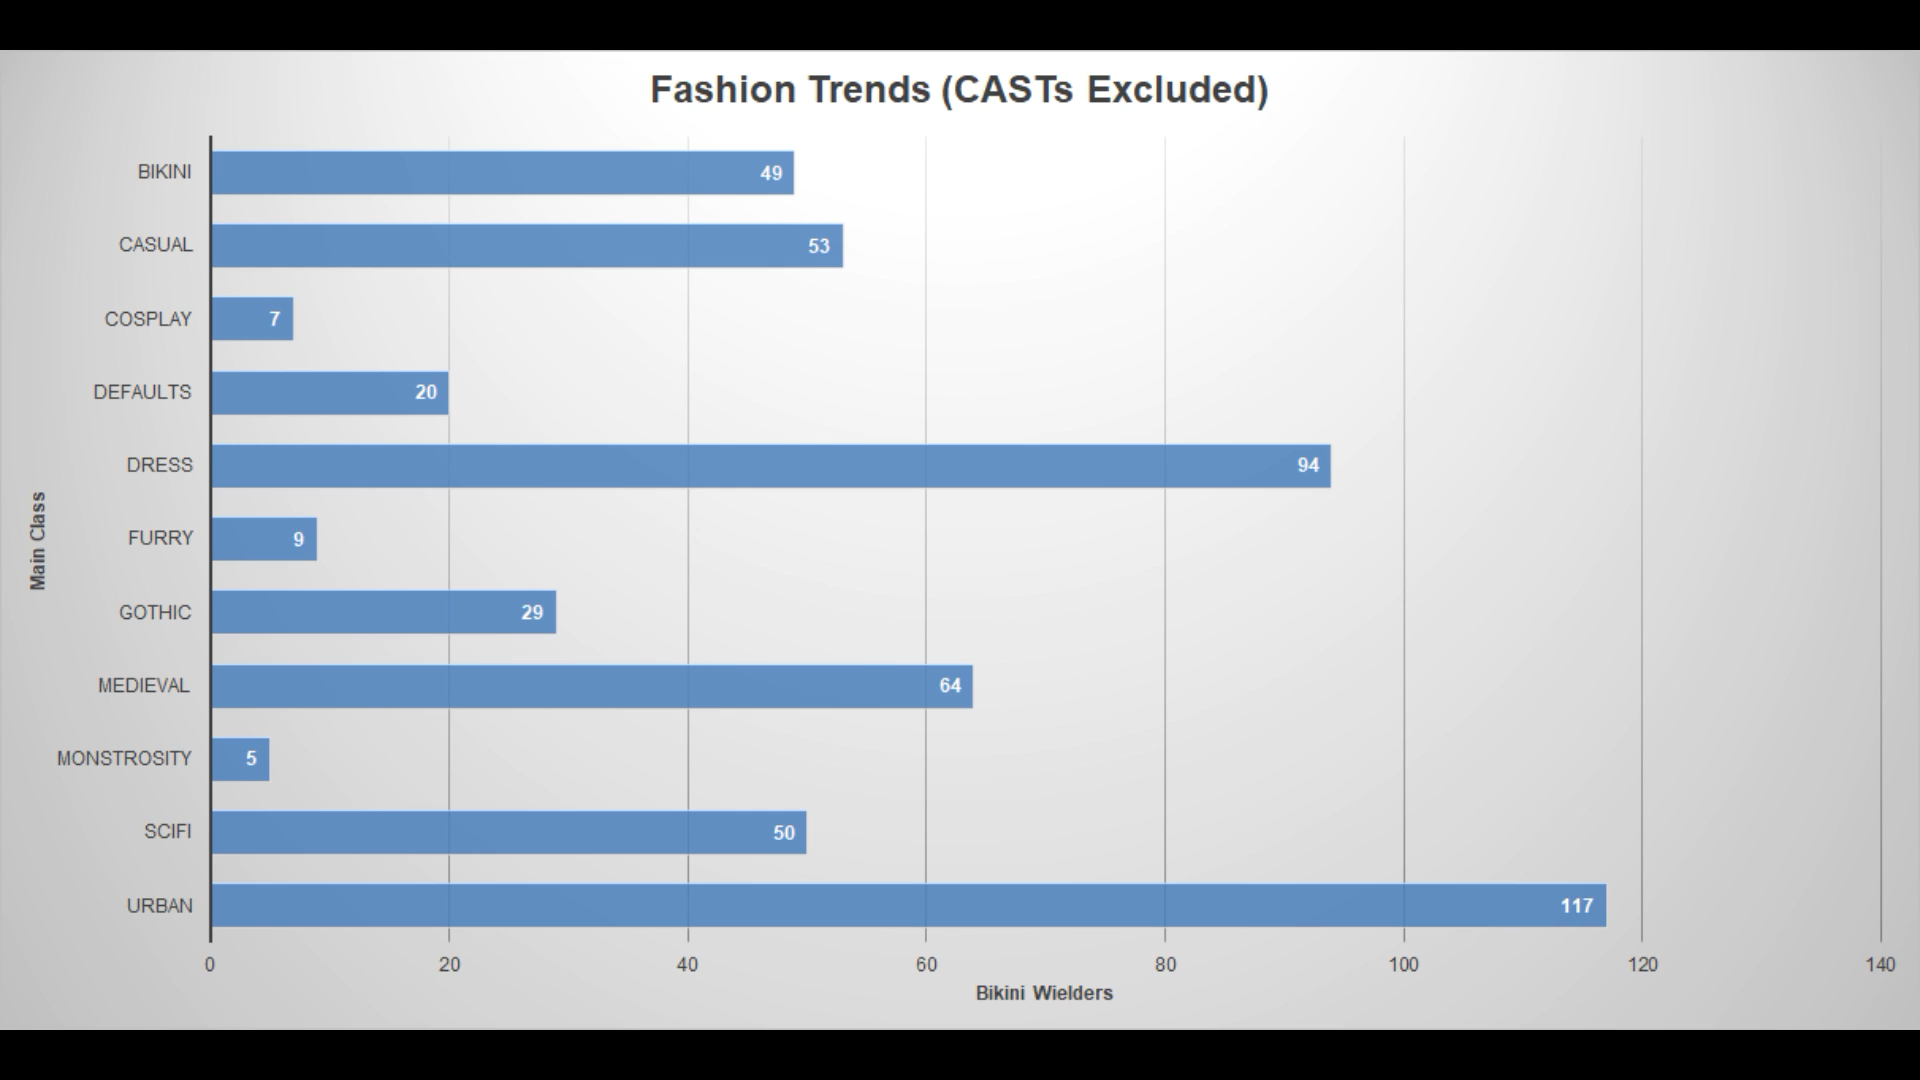 Fashion Trends (CASTs Excluded)
Main Class
BIKINI 49
CASUAL 53
COSPLAY 7
DEFAULTS 20
DRESS 94
FURRY 9
GOTHIC 29
MEDIEVAL 64
MONSTROSITY 5
SCIFI 50
URBAN 117
0 20 40 60 80 100 120 140
Bikini Wielders